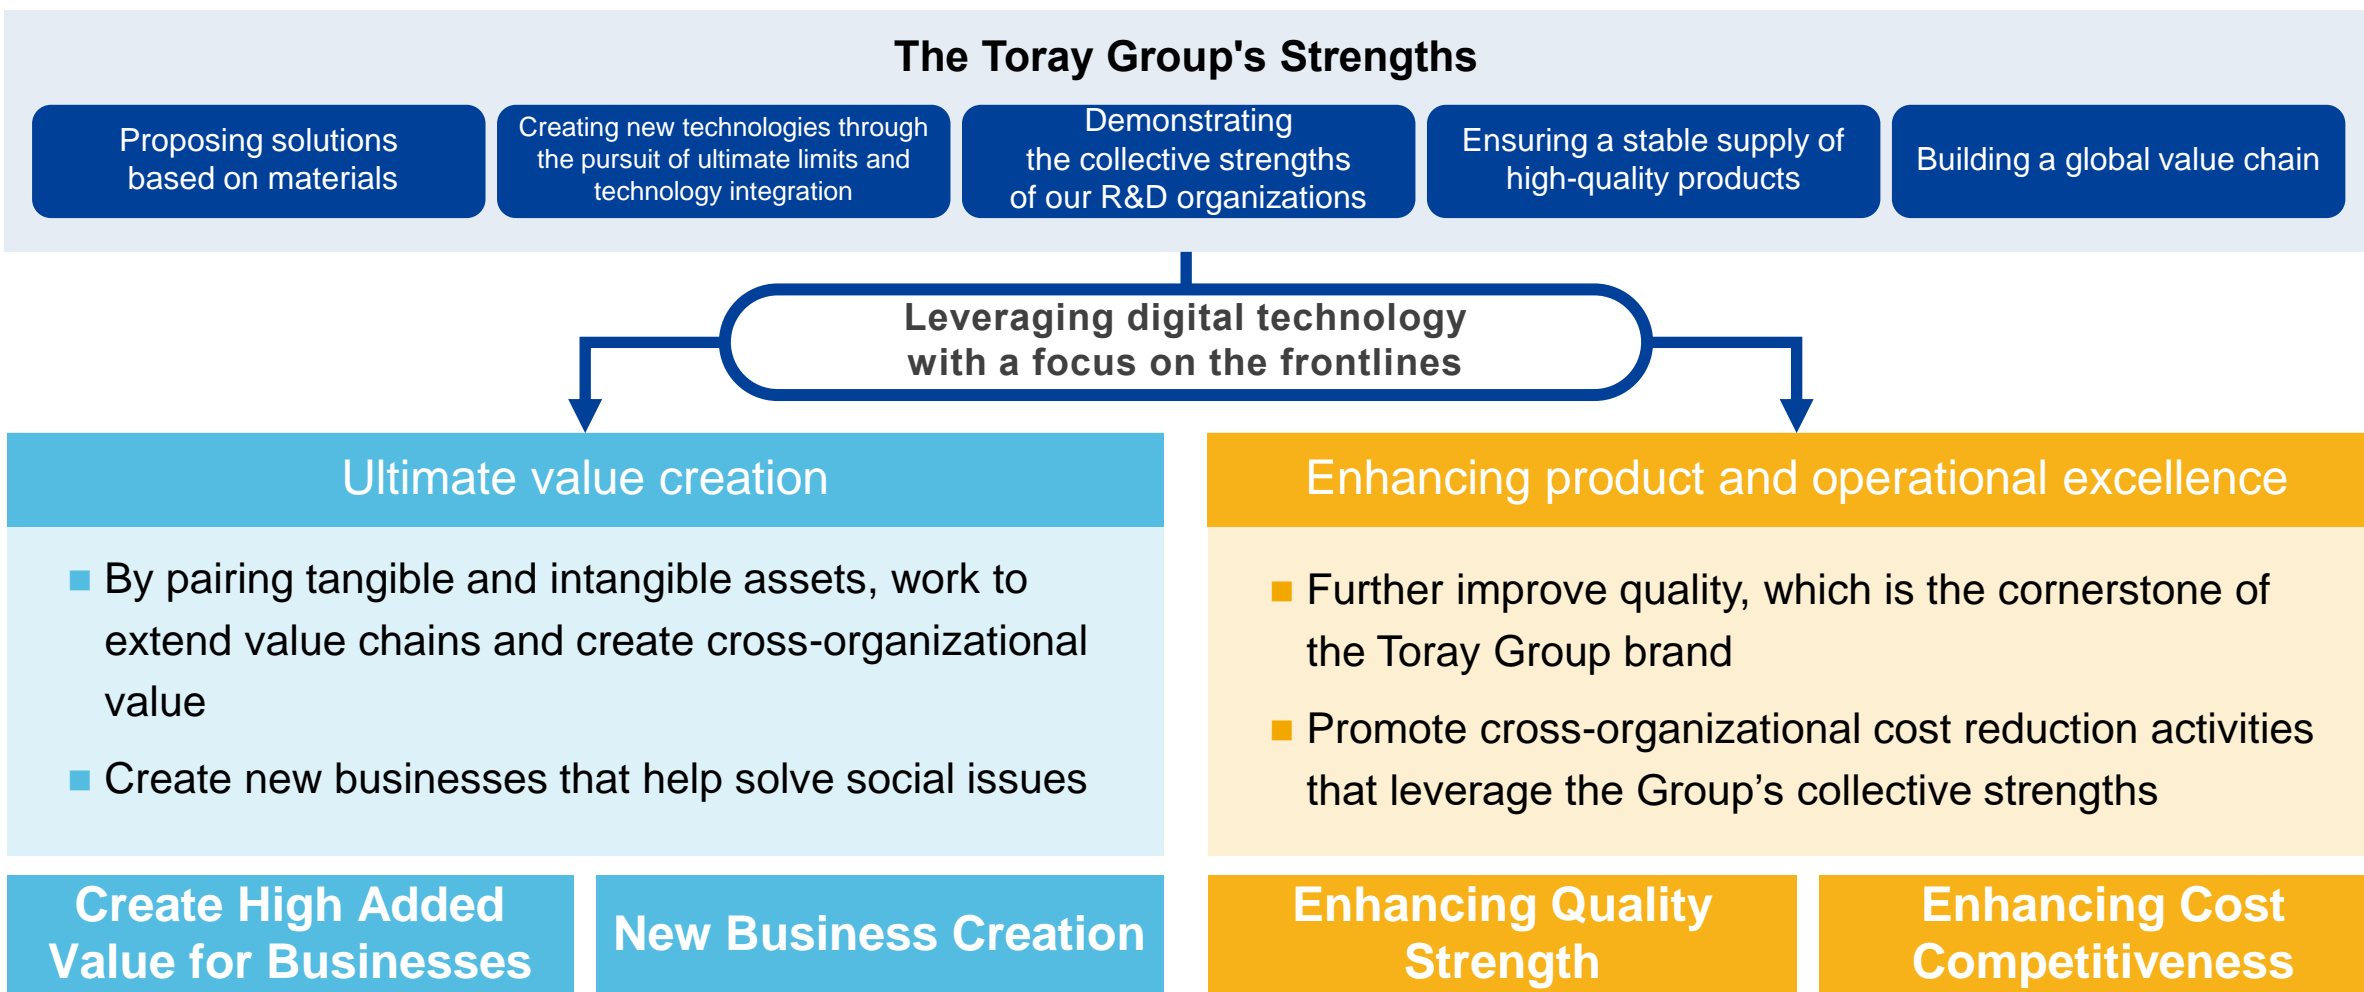 The Toray Group's Strengths
Proposing solutions
based on materials
Creating new technologies through
the pursuit of ultimate limits and
technology integration
Demonstrating
the collective strengths
of our R&D organizations
Ensuring a stable supply of
high-quality products
Building a global value chain
Leveraging digital technology
with a focus on the frontlines
Ultimate value creation
■ By pairing tangible and intangible assets, work to
extend value chains and create cross-organizational
value
■ Create new businesses that help solve social issues
Create High Added
Value for Businesses
New Business Creation
Enhancing product and operational excellence
■ Further improve quality, which is the cornerstone of
the Toray Group brand
■ Promote cross-organizational cost reduction activities
that leverage the Group’s collective strengths
Enhancing Quality
Strength
Enhancing Cost
Competitiveness